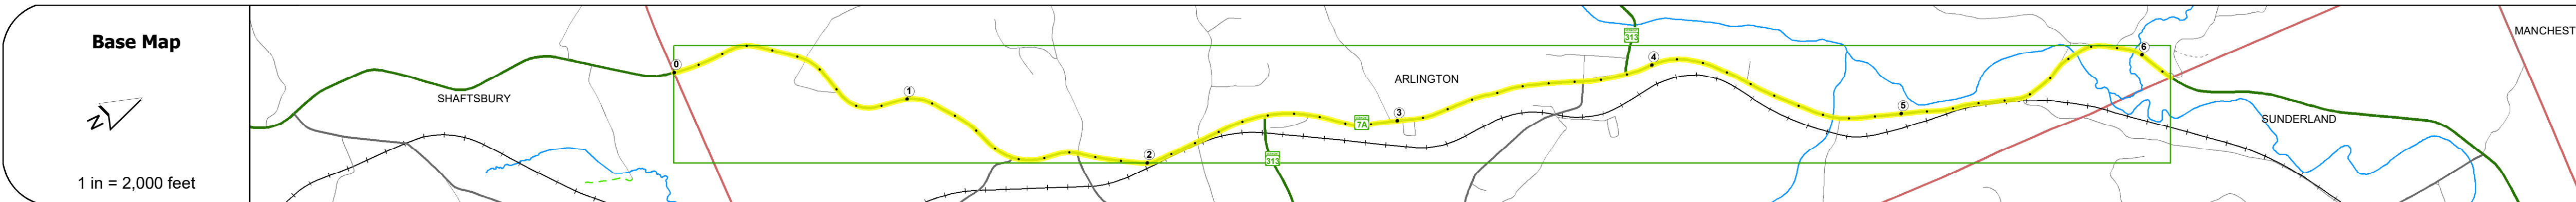 Base Map
N
1 in = 2,000 feet
SHAFTSBURY
0
1
2
313
7A
3
ARLINGTON
313
4
5
6
SUNDERLAND
MANCHEST